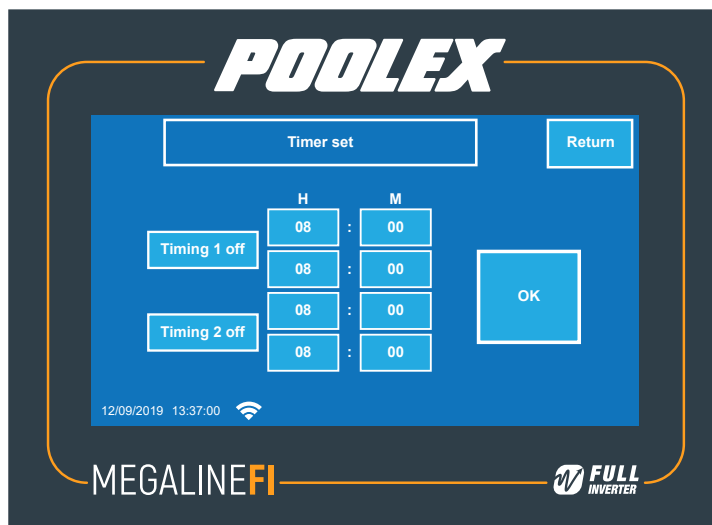 POOLEX
Timer set
Return
H M
08 : 00
Timing 1 off
08 : 00
08 : 00
Timing 2 off
08 : 00
OK
12/09/2019 13:37:00
MEGALINEFI
FULL
INVERTER